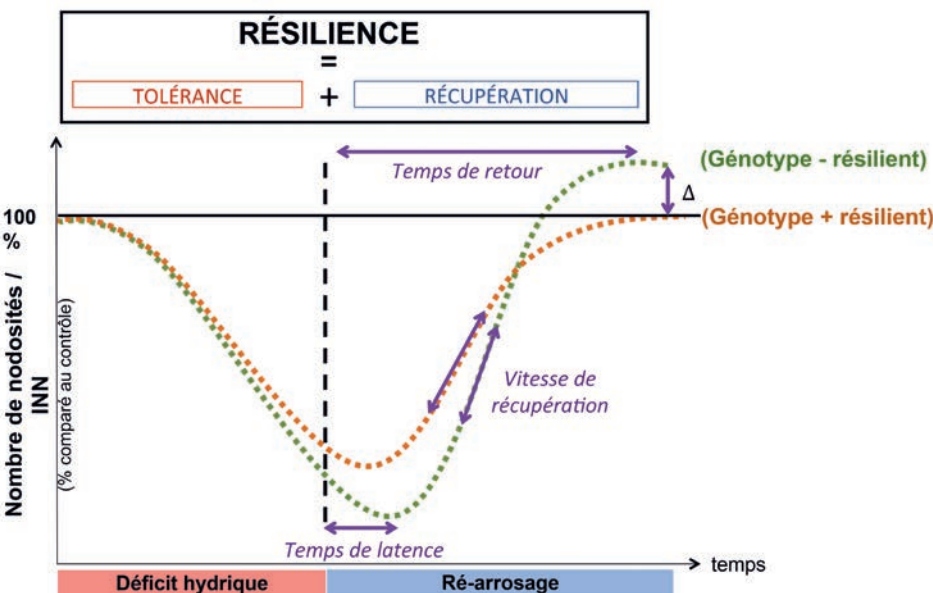 RÉSILIENCE
=
TOLÉRANCE + RÉCUPÉRATION
(Génotype - résilient)
Temps de retour
Δ
100
%
(Génotype + résilient)
Nombre de nodosités /
INN
(% comparé au contrôle)
Vitesse de
récupération
Temps de latence
temps
Déficit hydrique
Ré-arrosage